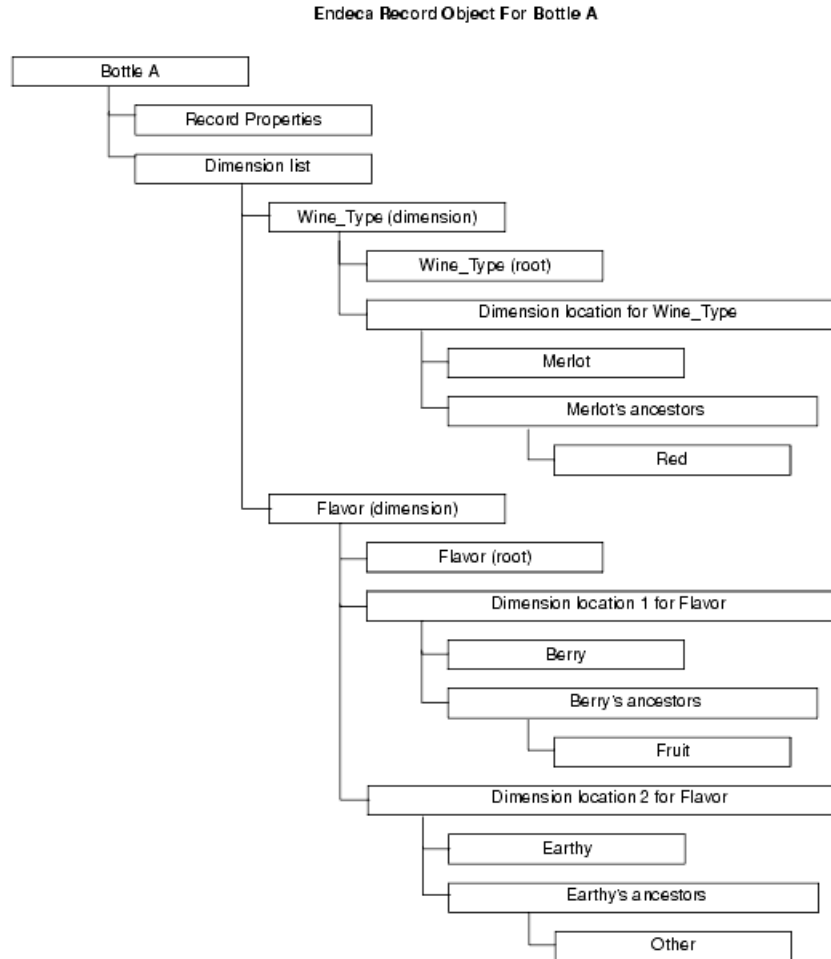 Endeca Record Object For Bottle A
Bottle A
Record Properties
Dimension list
Wine_Type (dimension)
Wine_Type (root)
Dimension location for Wine_Type
Merlot
Merlot's ancestors
Red
Flavor (dimension)
Flavor (root)
Dimension location 1 for Flavor
Berry
Berry's ancestors
Fruit
Dimension location 2 for Flavor
Earthy
Earthy's ancestors
Other